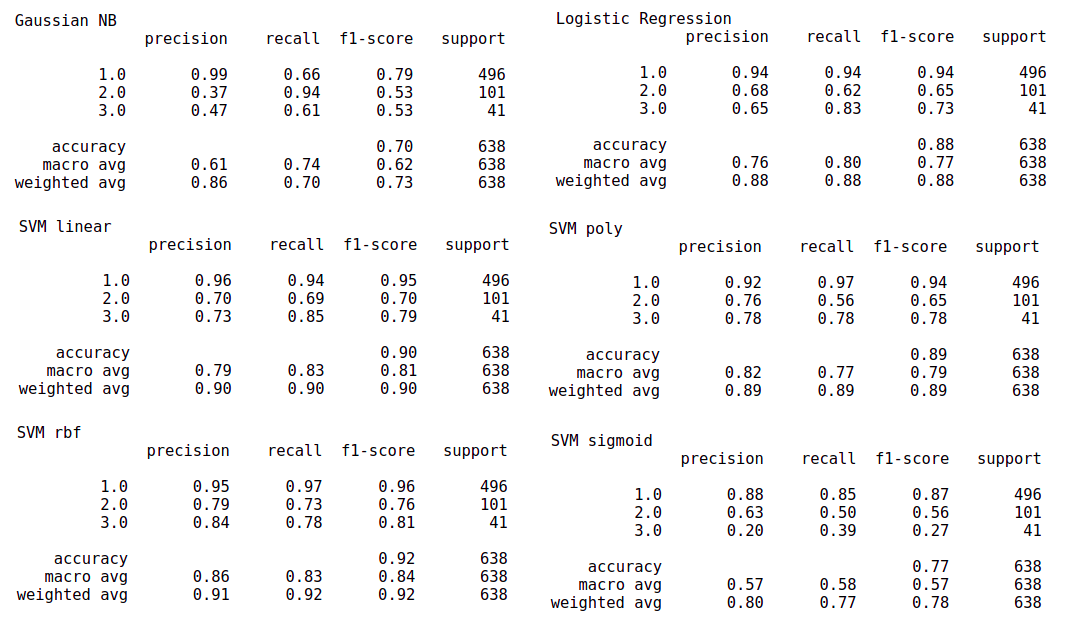 Gaussian NB
precision recall f1-score support
1.0 0.99 0.66 0.79 496
2.0 0.37 0.94 0.53 101
3.0 0.47 0.61 0.53 41
accuracy 0.70 638
macro avg 0.61 0.74 0.62 638
weighted avg 0.86 0.70 0.73 638
Logistic Regression
precision recall f1-score support
1.0 0.94 0.94 0.94 496
2.0 0.68 0.62 0.65 101
3.0 0.65 0.83 0.73 41
accuracy 0.88 638
macro avg 0.76 0.80 0.77 638
weighted avg 0.88 0.88 0.88 638
SVM linear
precision recall f1-score support
1.0 0.96 0.94 0.95 496
2.0 0.70 0.69 0.70 101
3.0 0.73 0.85 0.79 41
accuracy 0.90 638
macro avg 0.79 0.83 0.81 638
weighted avg 0.90 0.90 0.90 638
SVM poly
precision recall f1-score support
1.0 0.92 0.97 0.94 496
2.0 0.76 0.56 0.65 101
3.0 0.78 0.78 0.78 41
accuracy 0.89 638
macro avg 0.82 0.77 0.79 638
weighted avg 0.89 0.89 0.89 638
SVM rbf
precision recall f1-score support
1.0 0.95 0.97 0.96 496
2.0 0.79 0.73 0.76 101
3.0 0.84 0.78 0.81 41
accuracy 0.92 638
macro avg 0.86 0.83 0.84 638
weighted avg 0.91 0.92 0.92 638
SVM sigmoid
precision recall f1-score support
1.0 0.88 0.85 0.87 496
2.0 0.63 0.50 0.56 101
3.0 0.20 0.39 0.27 41
accuracy 0.77 638
macro avg 0.57 0.58 0.57 638
weighted avg 0.80 0.77 0.78 638